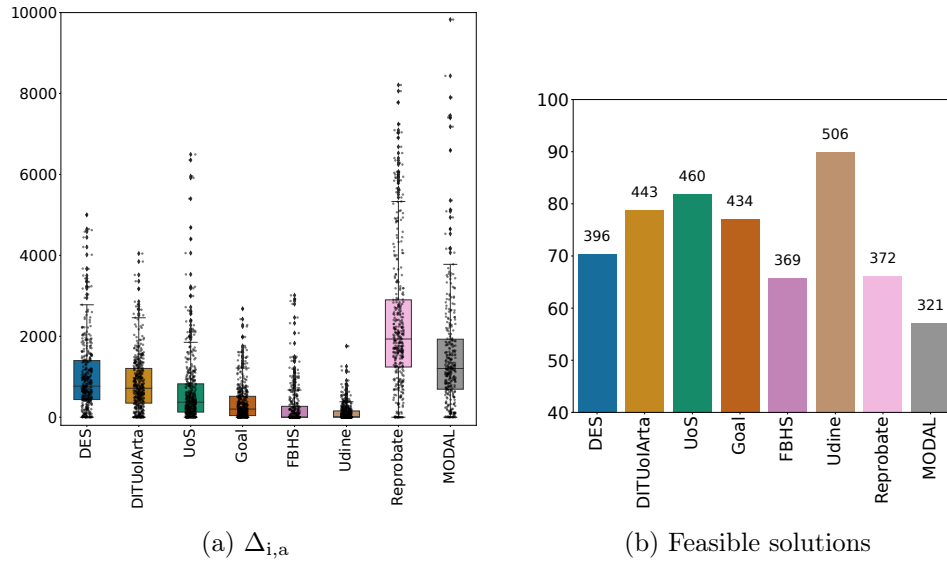 10000
8000
6000
4000
2000
0
DES
DITUoIArta
UoS
Goal
FBHS
Udine
Reprobate
MODAL
(a) Δi,a
100
90
80
70
60
50
40
396
443
460
434
369
506
372
321
DES
DITUoIArta
UoS
Goal
FBHS
Udine
Reprobate
MODAL
(b) Feasible solutions